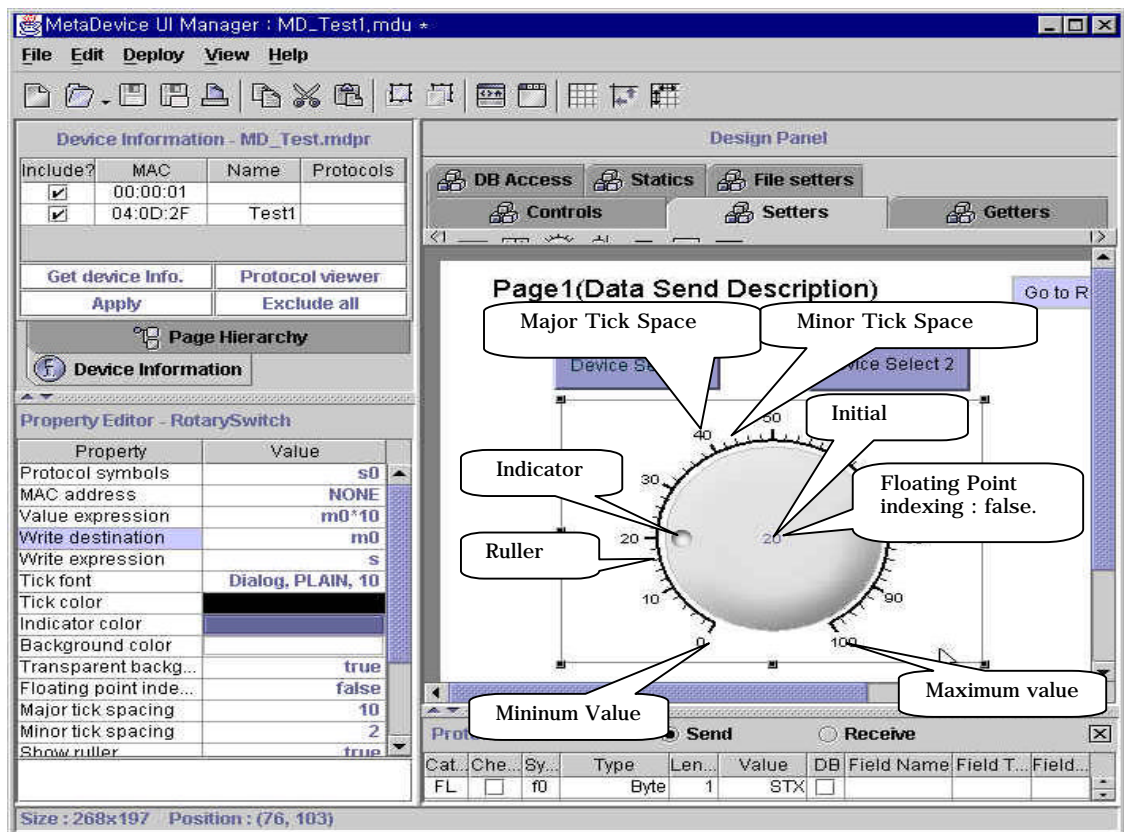 MetaDevice UI Manager : MD_Test1.mdu *
File Edit Deploy View Help
Device Information - MD_Test.mdpr
Include? MAC Name Protocols
00:00:01
04:0D:2F Test1
Get device Info. Protocol viewer
Apply Exclude all
Page Hierarchy
Device Information
Property Editor - RotarySwitch
Property Value
Protocol symbols s0
MAC address NONE
Value expression m0*10
Write destination m0
Write expression s
Tick font Dialog, PLAIN, 10
Tick color
Indicator color
Background color
Transparent backg... true
Floating point inde... false
Major tick spacing 10
Minor tick spacing 2
Show ruller true
Size : 268x197 Position : (76, 103)
Design Panel
DB Access Statics File setters
Controls Setters Getters
Page1(Data Send Description)
Go to R
Major Tick Space
Minor Tick Space
Device Se
vice Select 2
Initial
50
40
Indicator
30
Floating Point
indexing : false.
Ruller
20
20
10
90
0
100
Mininum Value
Maximum value
Prot
Send Receive
Cat... Che... Sy... Type Len... Value DB Field Name Field T... Field...
FL f0 Byte 1 STX